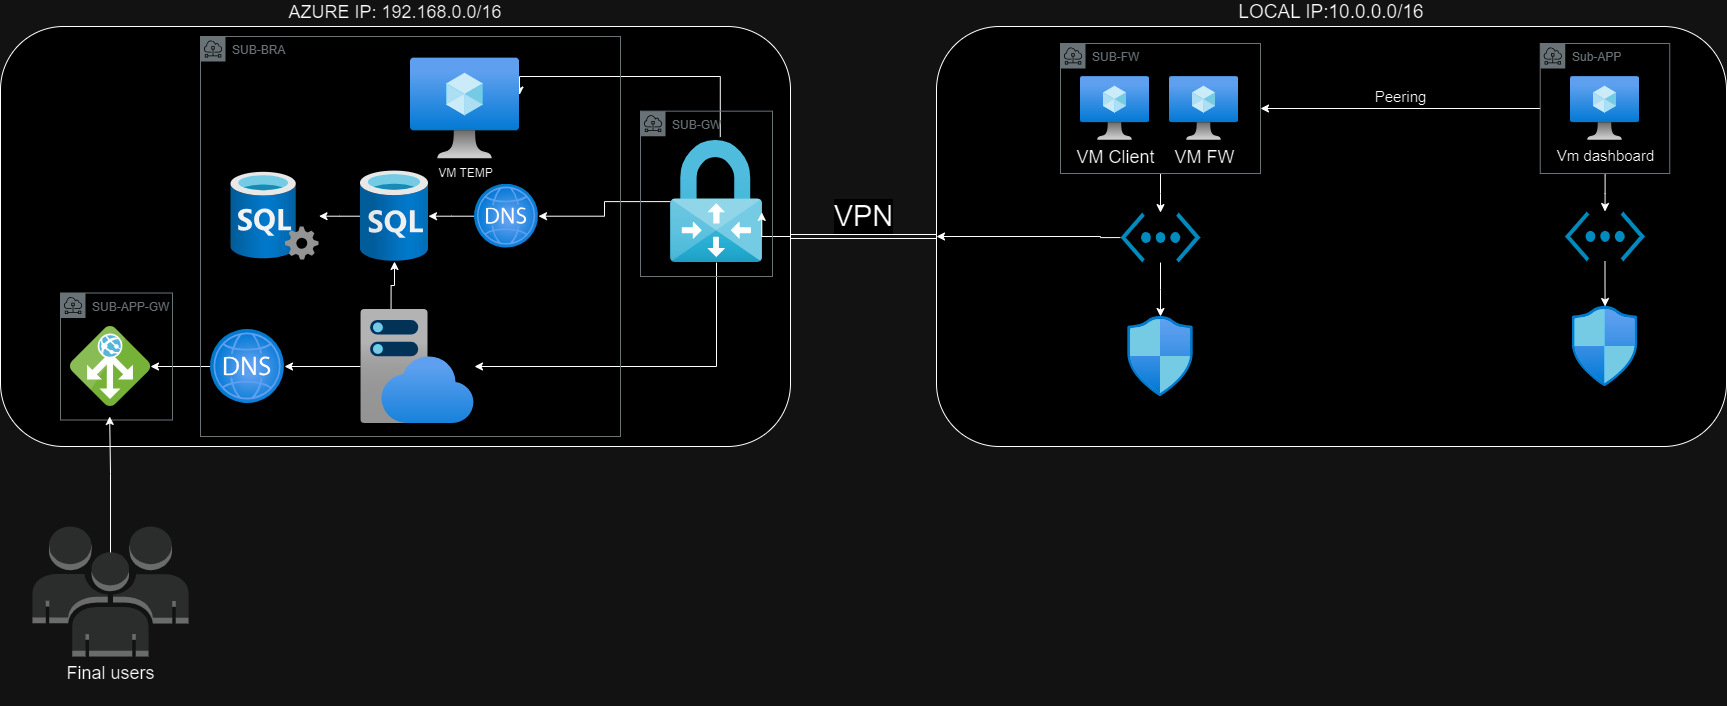 AZURE IP: 192.168.0.0/16
LOCAL IP:10.0.0.0/16
SUB-BRA
SUB-FW
Sub-APP
VM TEMP
SUB-GW
VM Client
VM FW
Peering
Vm dashboard
SQL
SQL
DNS
VPN
SUB-APP-GW
DNS
Final users